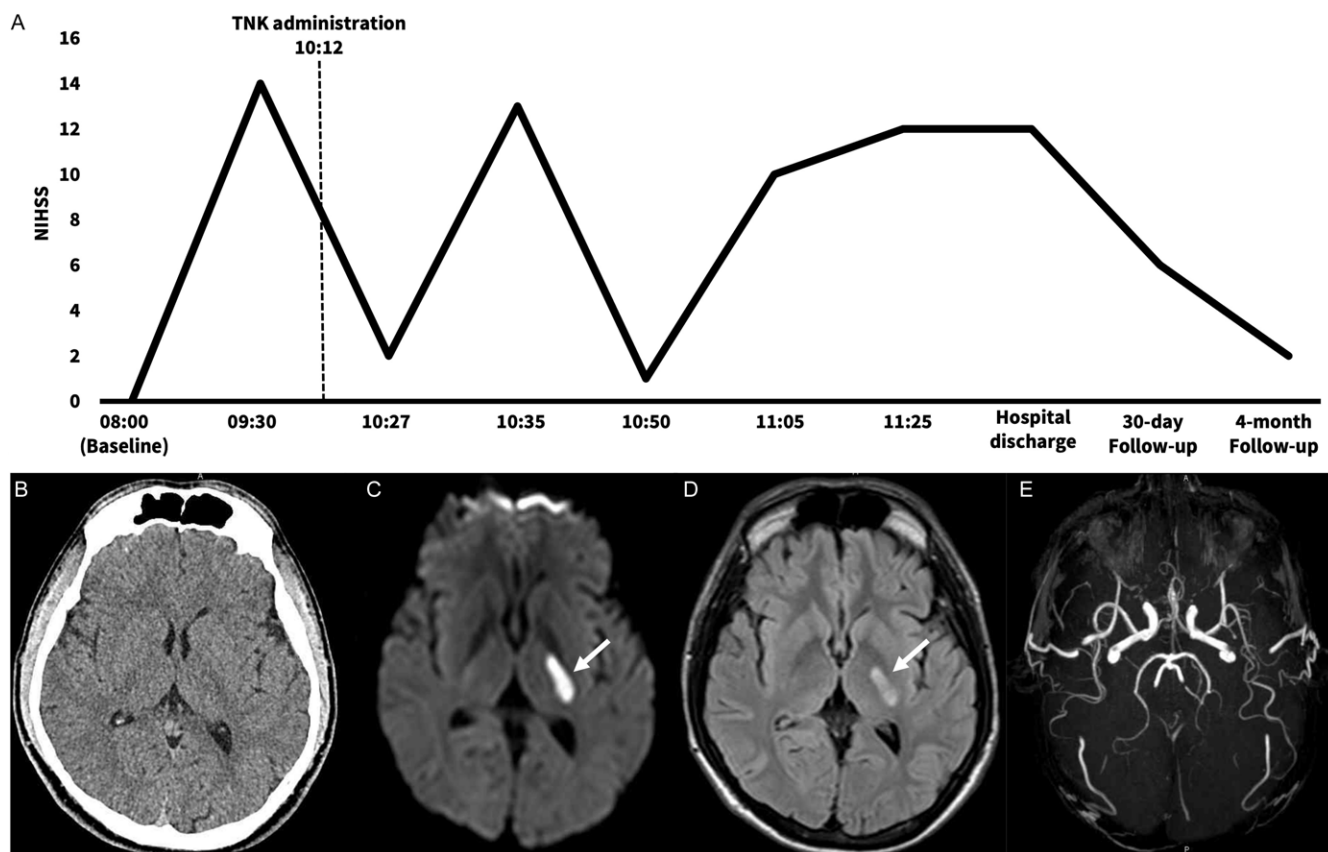 A
TNK administration
10:12
16
14
12
10
8
6
4
2
0
NIHSS
08:00
(Baseline)
09:30
10:27
10:35
10:50
11:05
11:25
Hospital
discharge
30-day
Follow-up
4-month
Follow-up
B
A
C
D
E
A
P